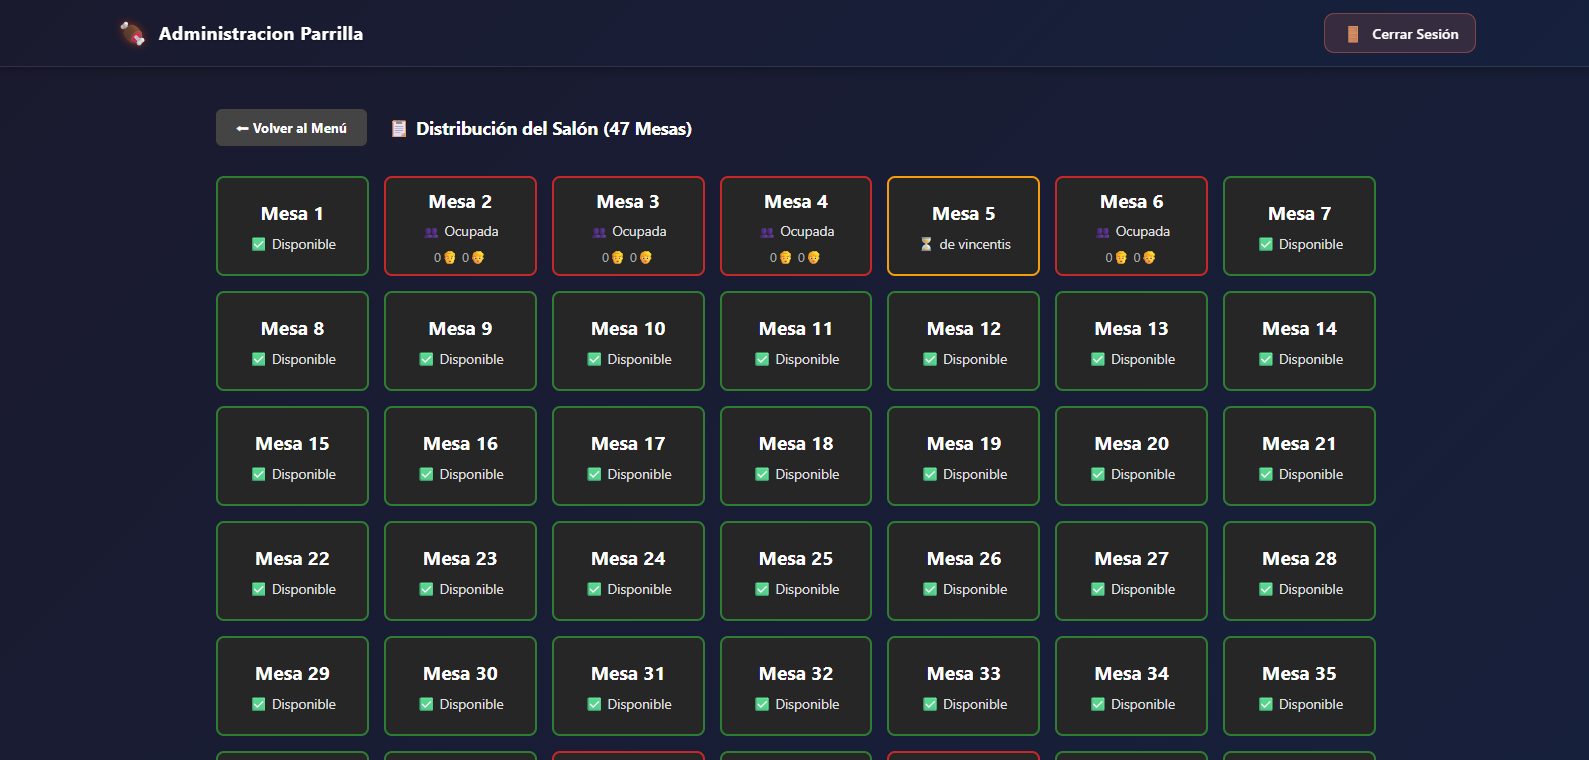 Administracion Parrilla
Cerrar Sesión
⬅ Volver al Menú
Distribución del Salón (47 Mesas)
Mesa 1
Disponible
Mesa 2
Ocupada
0 0
Mesa 3
Ocupada
0 0
Mesa 4
Ocupada
0 0
Mesa 5
de vincentis
Mesa 6
Ocupada
0 0
Mesa 7
Disponible
Mesa 8
Disponible
Mesa 9
Disponible
Mesa 10
Disponible
Mesa 11
Disponible
Mesa 12
Disponible
Mesa 13
Disponible
Mesa 14
Disponible
Mesa 15
Disponible
Mesa 16
Disponible
Mesa 17
Disponible
Mesa 18
Disponible
Mesa 19
Disponible
Mesa 20
Disponible
Mesa 21
Disponible
Mesa 22
Disponible
Mesa 23
Disponible
Mesa 24
Disponible
Mesa 25
Disponible
Mesa 26
Disponible
Mesa 27
Disponible
Mesa 28
Disponible
Mesa 29
Disponible
Mesa 30
Disponible
Mesa 31
Disponible
Mesa 32
Disponible
Mesa 33
Disponible
Mesa 34
Disponible
Mesa 35
Disponible